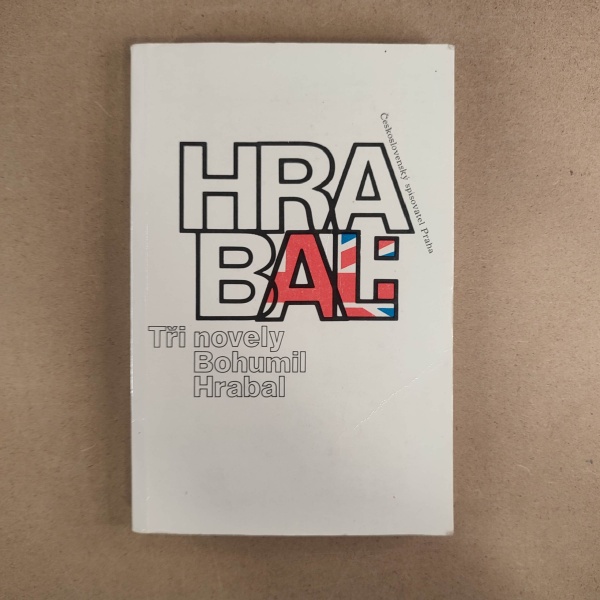 HRA
BAL:
Tři novely
Bohumil
Hrabal
Československý spisovatel Praha